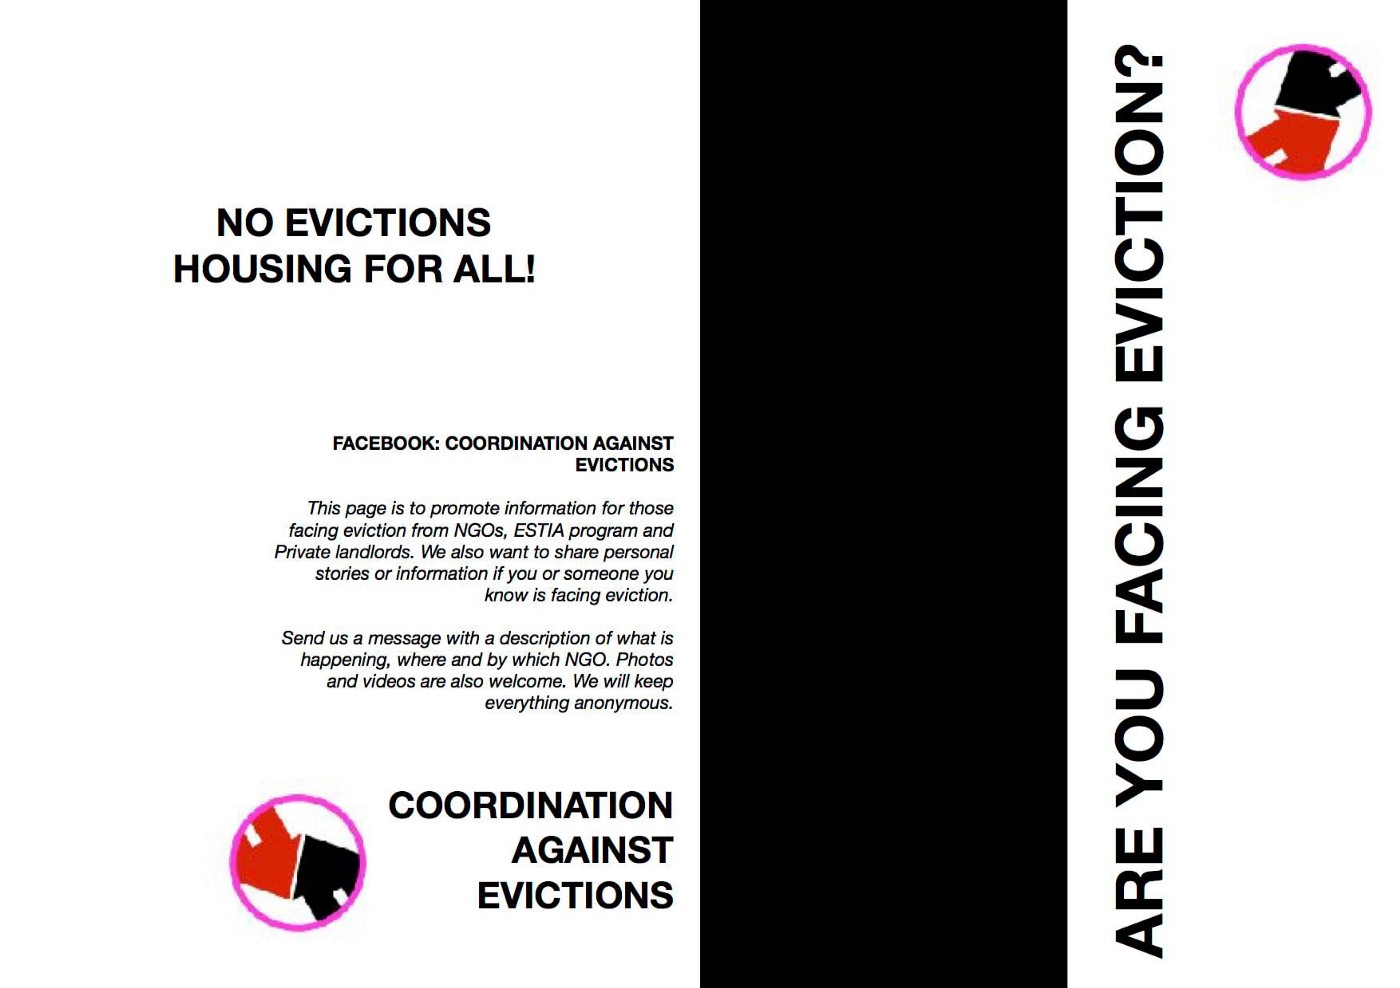 NO EVICTIONS
HOUSING FOR ALL!
FACEBOOK: COORDINATION AGAINST
EVICTIONS
This page is to promote information for those
facing eviction from NGOs, ESTIA program and
Private landlords. We also want to share personal
stories or information if you or someone you
know is facing eviction.
Send us a message with a description of what is
happening, where and by which NGO. Photos
and videos are also welcome. We will keep
everything anonymous.
COORDINATION
AGAINST
EVICTIONS
ARE YOU FACING EVICTION?